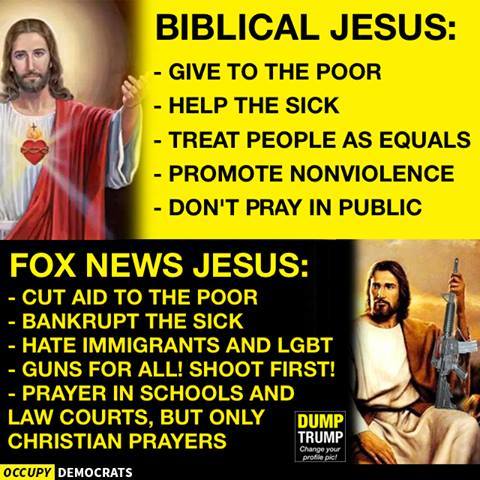 BIBLICAL JESUS:
- GIVE TO THE POOR
- HELP THE SICK
- TREAT PEOPLE AS EQUALS
- PROMOTE NONVIOLENCE
- DON'T PRAY IN PUBLIC
FOX NEWS JESUS:
- CUT AID TO THE POOR
- BANKRUPT THE SICK
- HATE IMMIGRANTS AND LGBT
- GUNS FOR ALL! SHOOT FIRST!
- PRAYER IN SCHOOLS AND
LAW COURTS, BUT ONLY
CHRISTIAN PRAYERS
DUMP
TRUMP
Change your
profile pic!
OCCUPY DEMOCRATS